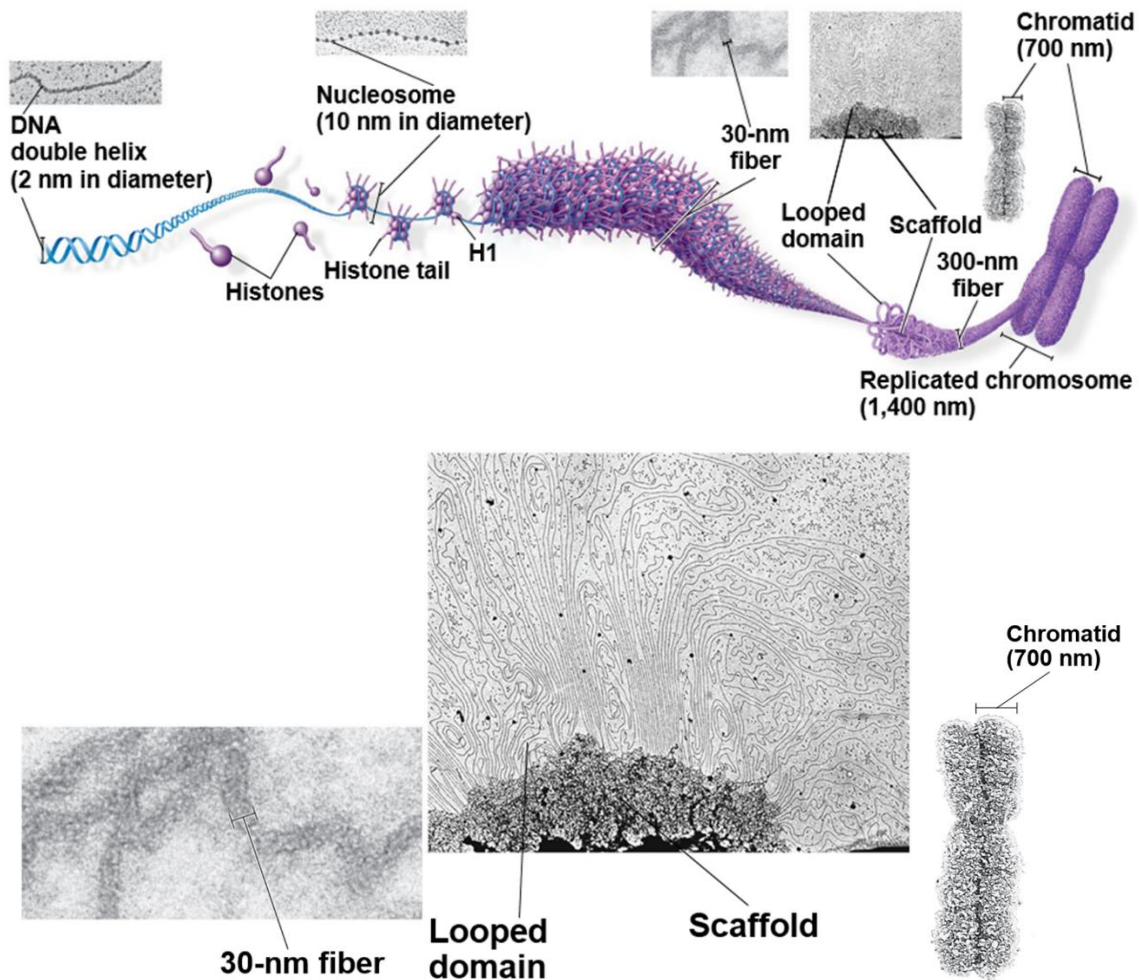 Chromatid
(700 nm)
DNA
double helix
(2 nm in diameter)
Nucleosome
(10 nm in diameter)
30-nm
fiber
Looped
domain
Scaffold
300-nm
fiber
Histones
Histone tail
H1
Replicated chromosome
(1,400 nm)
Chromatid
(700 nm)
30-nm fiber
Looped
domain
Scaffold